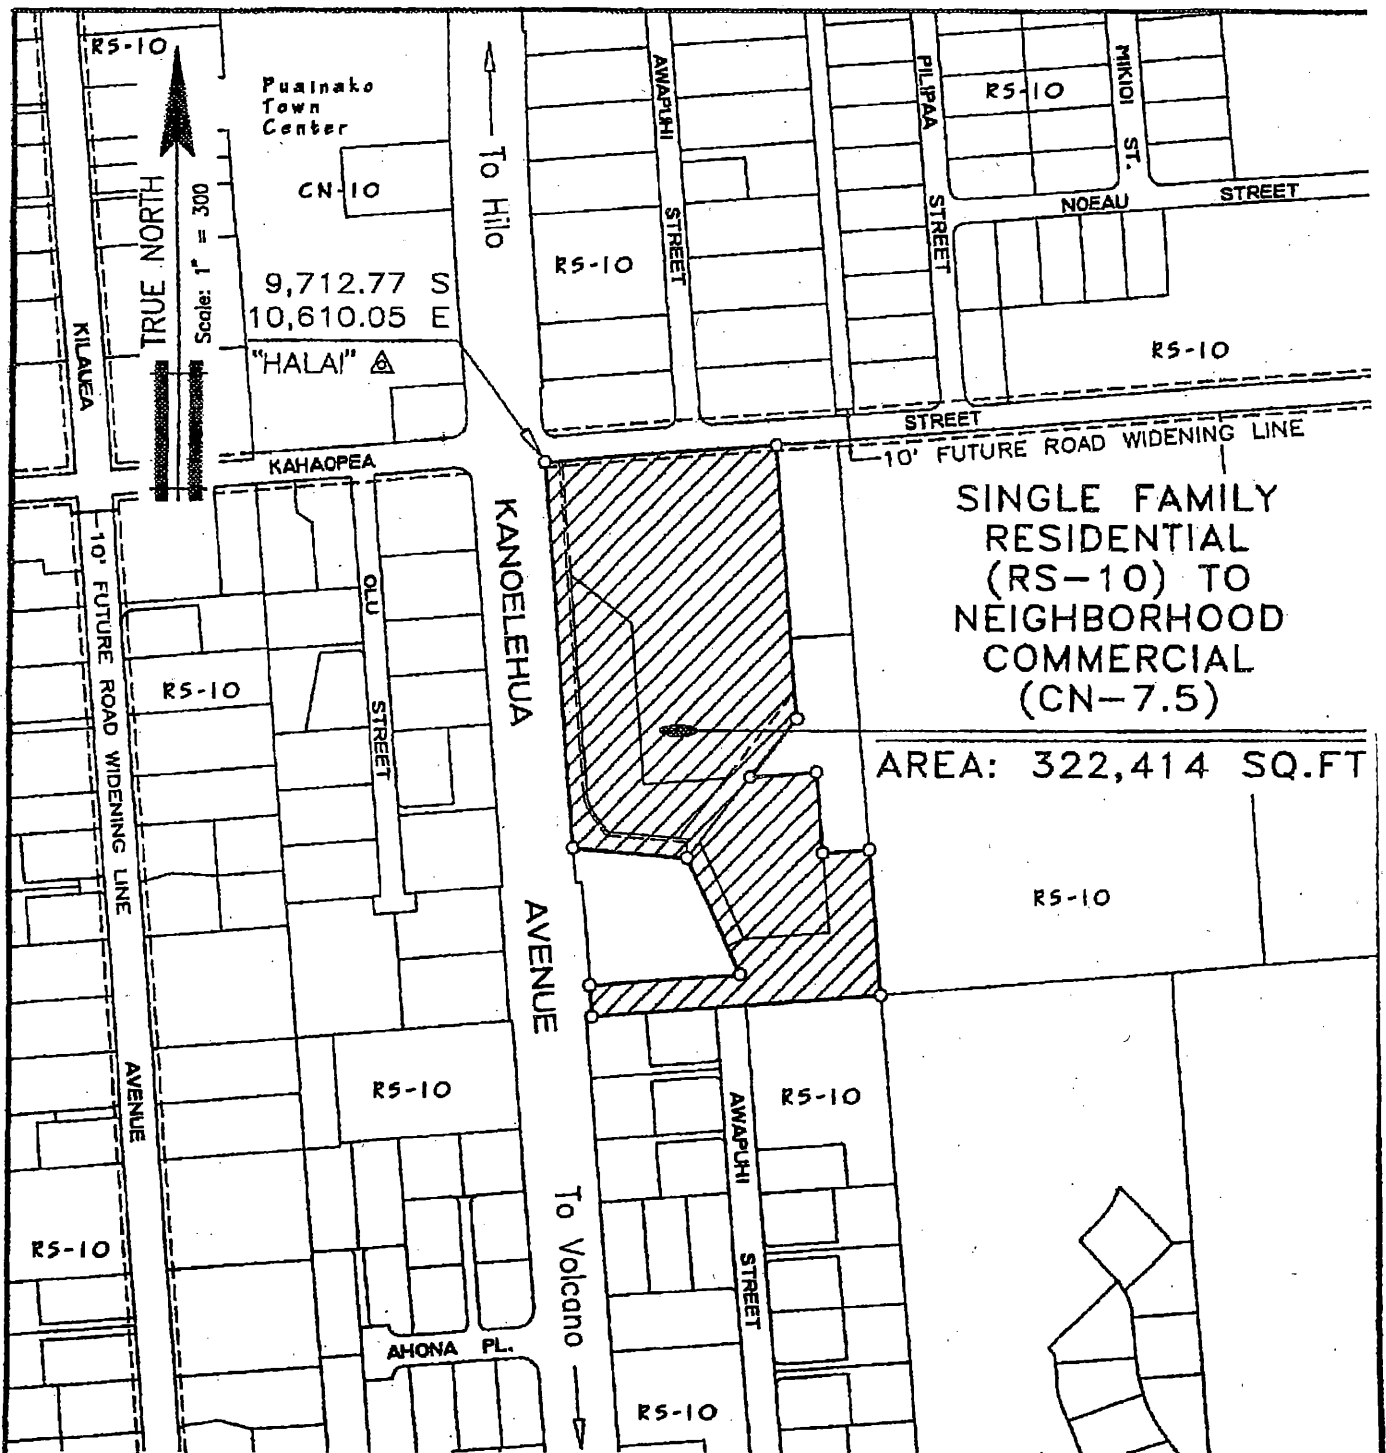 RS-10
Puainako
Town
Center
CN-10
TRUE NORTH
Scale: 1" = 300
To Hilo
AWAPUHI
STREET
PILIPAA
STREET
RS-10
MIKIOI ST.
NOEAU STREET
RS-10
RS-10
9,712.77 S
10,610.05 E
"HALAI"
KILAUEA
KAHAOPEA
STREET
10' FUTURE ROAD WIDENING LINE
KANOELEHUA
AVENUE
OLU
STREET
RS-10
10' FUTURE ROAD WIDENING LINE
SINGLE FAMILY
RESIDENTIAL
(RS-10) TO
NEIGHBORHOOD
COMMERCIAL
(CN-7.5)
AREA: 322,414 SQ.FT
RS-10
AVENUE
RS-10
AWAPUHI
STREET
RS-10
RS-10
To Volcano
AHONA PL.
RS-10